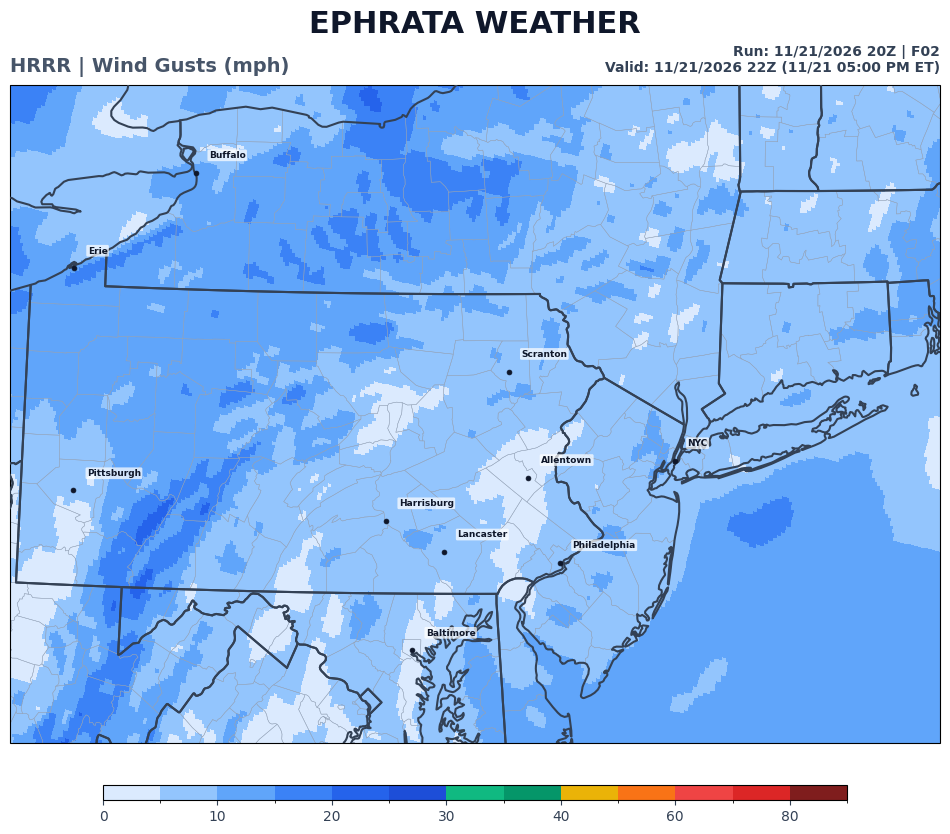 EPHRATA WEATHER
HRRR | Wind Gusts (mph)
Run: 11/21/2026 20Z | F02
Valid: 11/21/2026 22Z (11/21 05:00 PM ET)
Buffalo
Erie
Scranton
NYC
Allentown
Pittsburgh
Harrisburg
Lancaster
Philadelphia
Baltimore
0 10 20 30 40 50 60 70 80